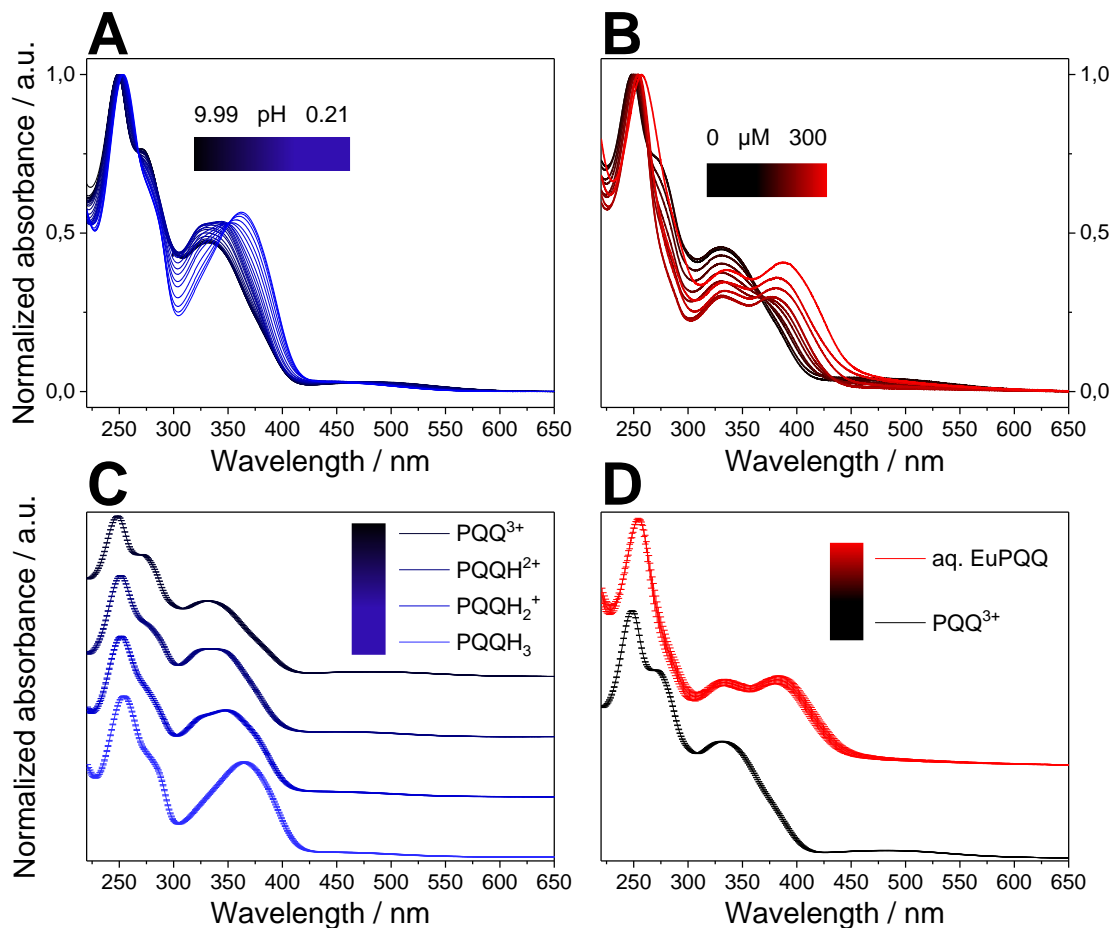 A
B
Normalized absorbance / a.u.
1,0
0,5
0,0
9.99 pH 0.21
250 300 350 400 450 500 550 600 650
Wavelength / nm
0 μM 300
1,0
0,5
0,0
250 300 350 400 450 500 550 600 650
Wavelength / nm
C
D
Normalized absorbance / a.u.
PQQ³⁺
PQQH²⁺
PQQH₂⁺
PQQH₃
250 300 350 400 450 500 550 600 650
Wavelength / nm
aq. EuPQQ
PQQ³⁺
250 300 350 400 450 500 550 600 650
Wavelength / nm